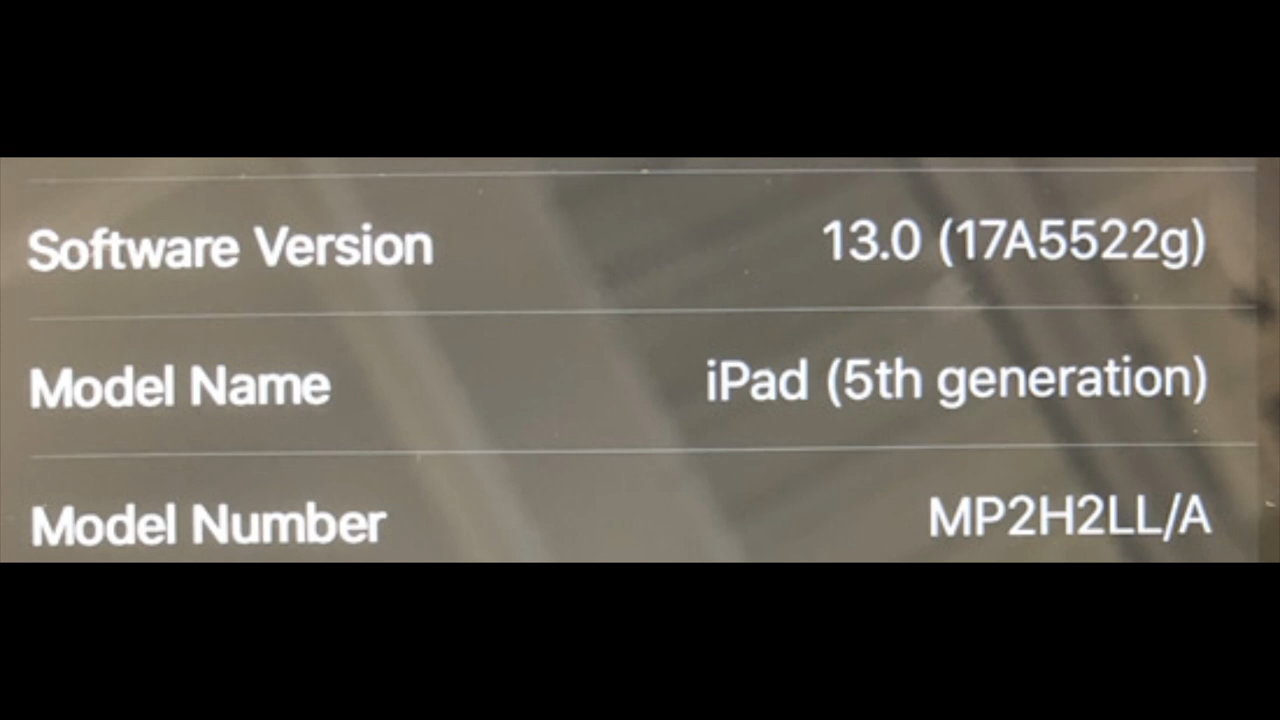 Software Version 13.0 (17A5522g)
Model Name iPad (5th generation)
Model Number MP2H2LL/A